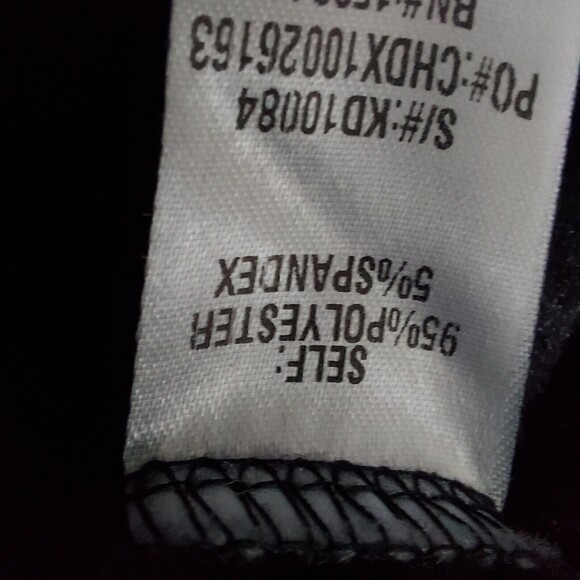 SELF:
95%POLYESTER
5%SPANDEX
S/#:KD10084
PO#:CHDX10026163